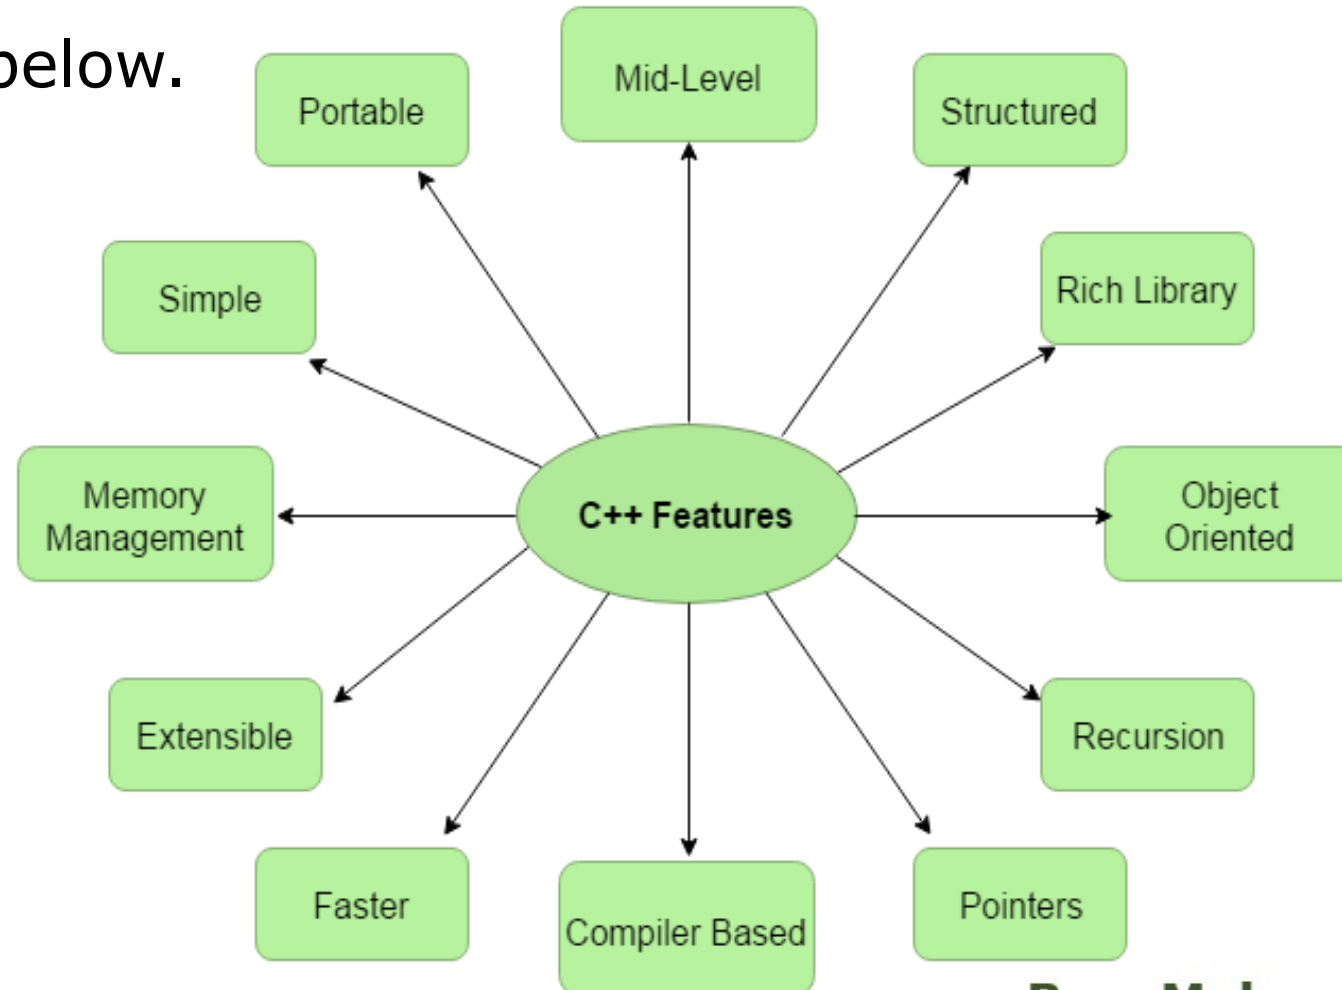 below.
Mid-Level
Portable
Structured
Simple
Rich Library
Memory
Management
C++ Features
Object
Oriented
Extensible
Recursion
Faster
Compiler Based
Pointers